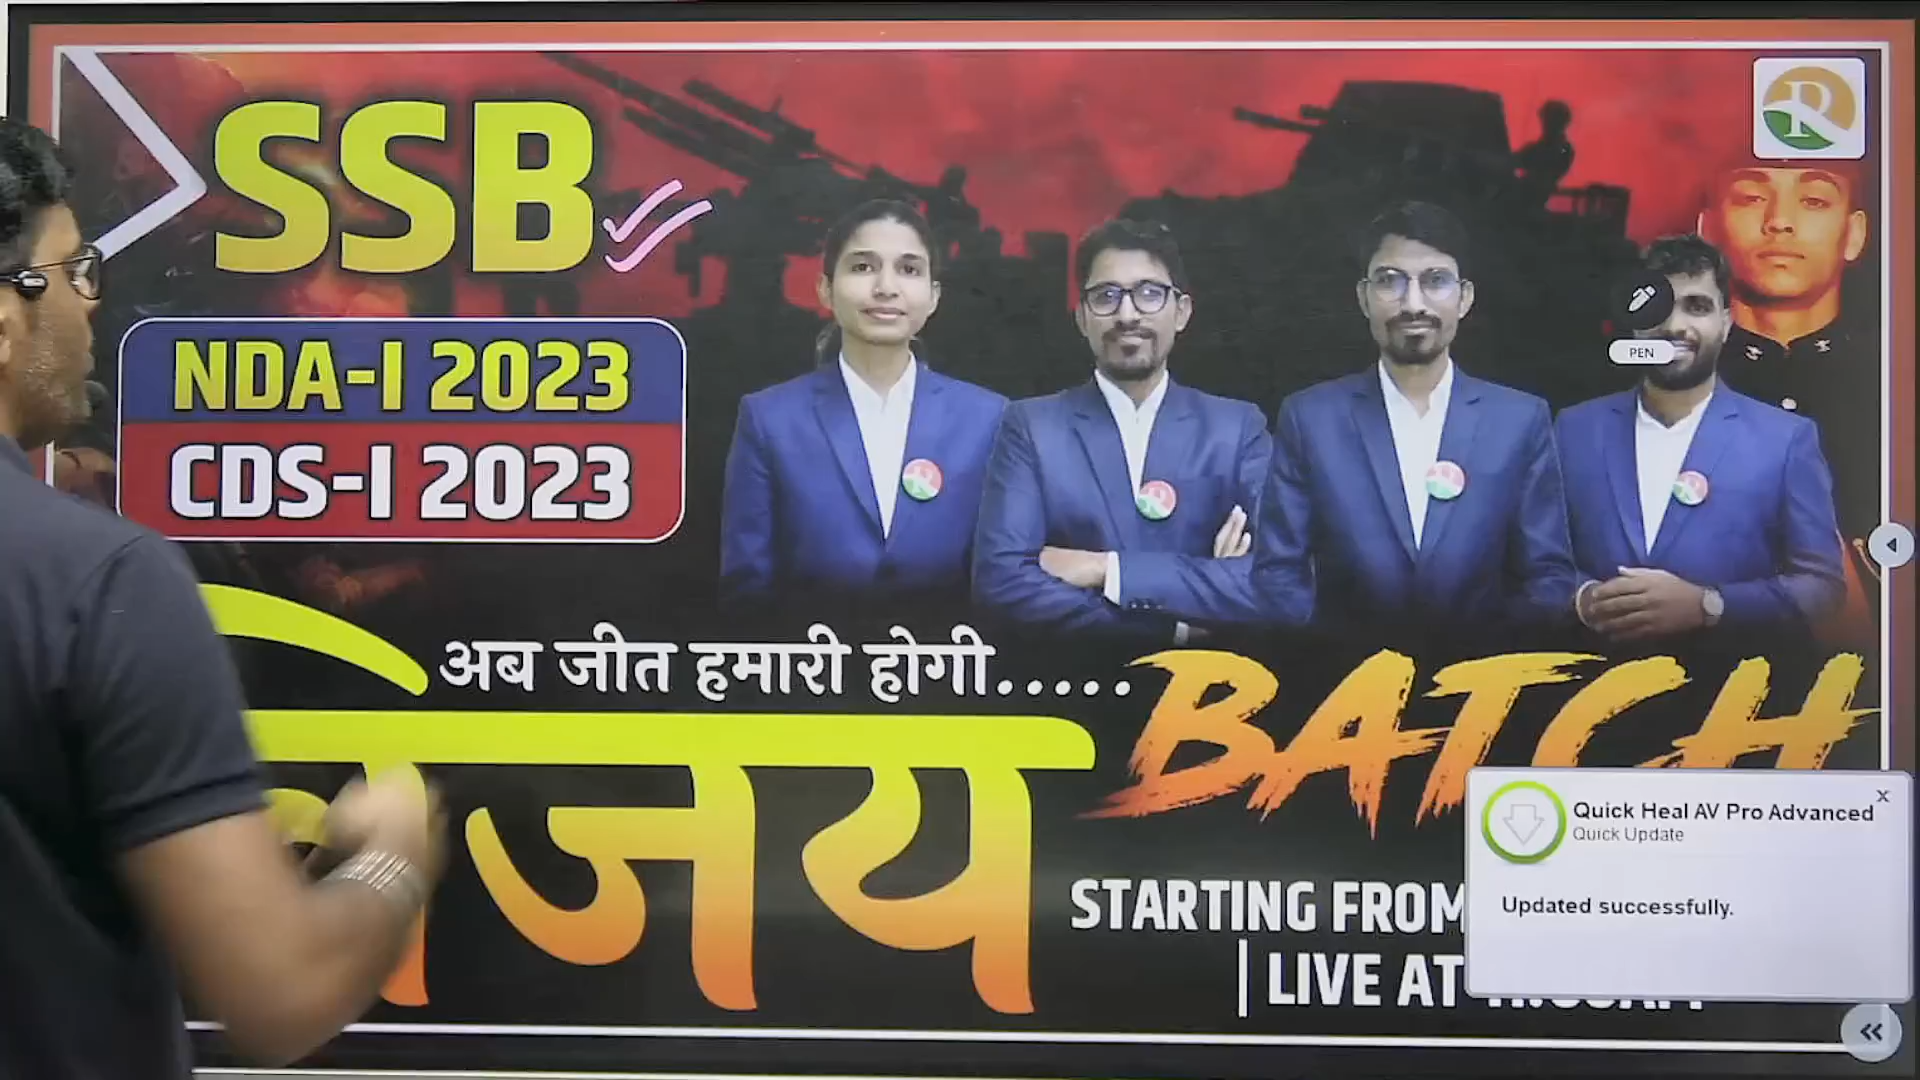 SSB
NDA-I 2023
CDS-I 2023
PEN
अब जीत हमारी होगी.....
विजय
BATCH
STARTING FROM
| LIVE AT
Quick Heal AV Pro Advanced
x
Quick Update
Updated successfully.